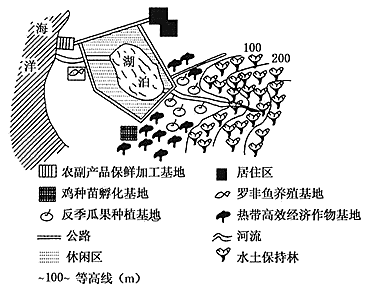 海
洋
湖
泊
100
200
农副产品保鲜加工基地
居住区
鸡种苗孵化基地
罗非鱼养殖基地
反季瓜果种植基地
热带高效经济作物基地
公路
河流
休闲区
水土保持林
~100~ 等高线(m)